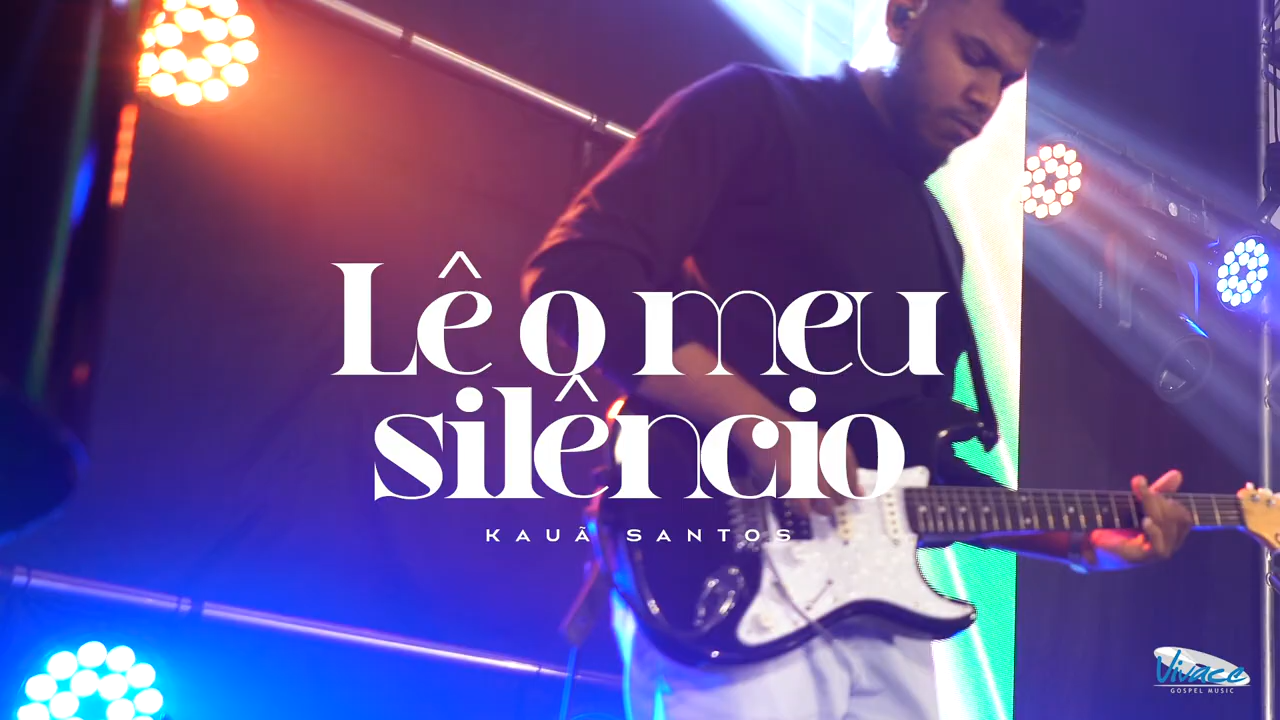 Lê o meu
silêncio
KAUÃ SANTOS
Vivace
GOSPEL MUSIC